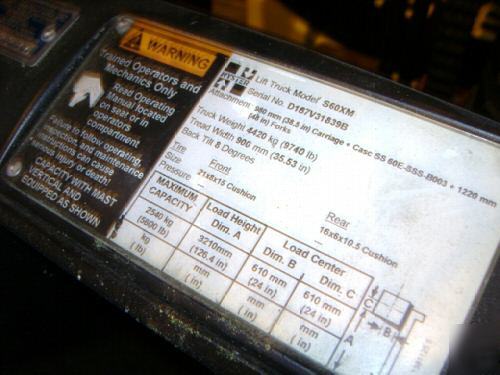 WARNING
Trained Operators and
Mechanics Only
Read Operating
Manual located
on seat or in
operators
compartment
Failure to follow operating,
inspection, and maintenance
instructions can cause
serious injury or death!
CAPACITY WITH MAST
VERTICAL AND
EQUIPPED AS SHOWN
HYSTER
Lift Truck Model S60XM
Serial No. D187V31839B
Attachment 980 mm (38.5 in) Carriage • Casc SS 60E-SSS-B003 + 1220 mm
(48 in) Forks
Truck Weight 4420 kg (9740 lb)
Tread Width 900 mm (35.53 in)
Back Tilt 8 Degrees
Tire Front Rear
Size 21x8x15 Cushion 16x6x10.5 Cushion
Pressure – –
MAXIMUM CAPACITY Load Height Dim. A Load Center Dim. B Dim. C
2540 kg 3210mm 610 mm 610 mm
(5600 lb) (126.4 in) (24 in) (24 in)
kg mm mm mm
(lb) ( in) ( in) ( in)
C
B
A